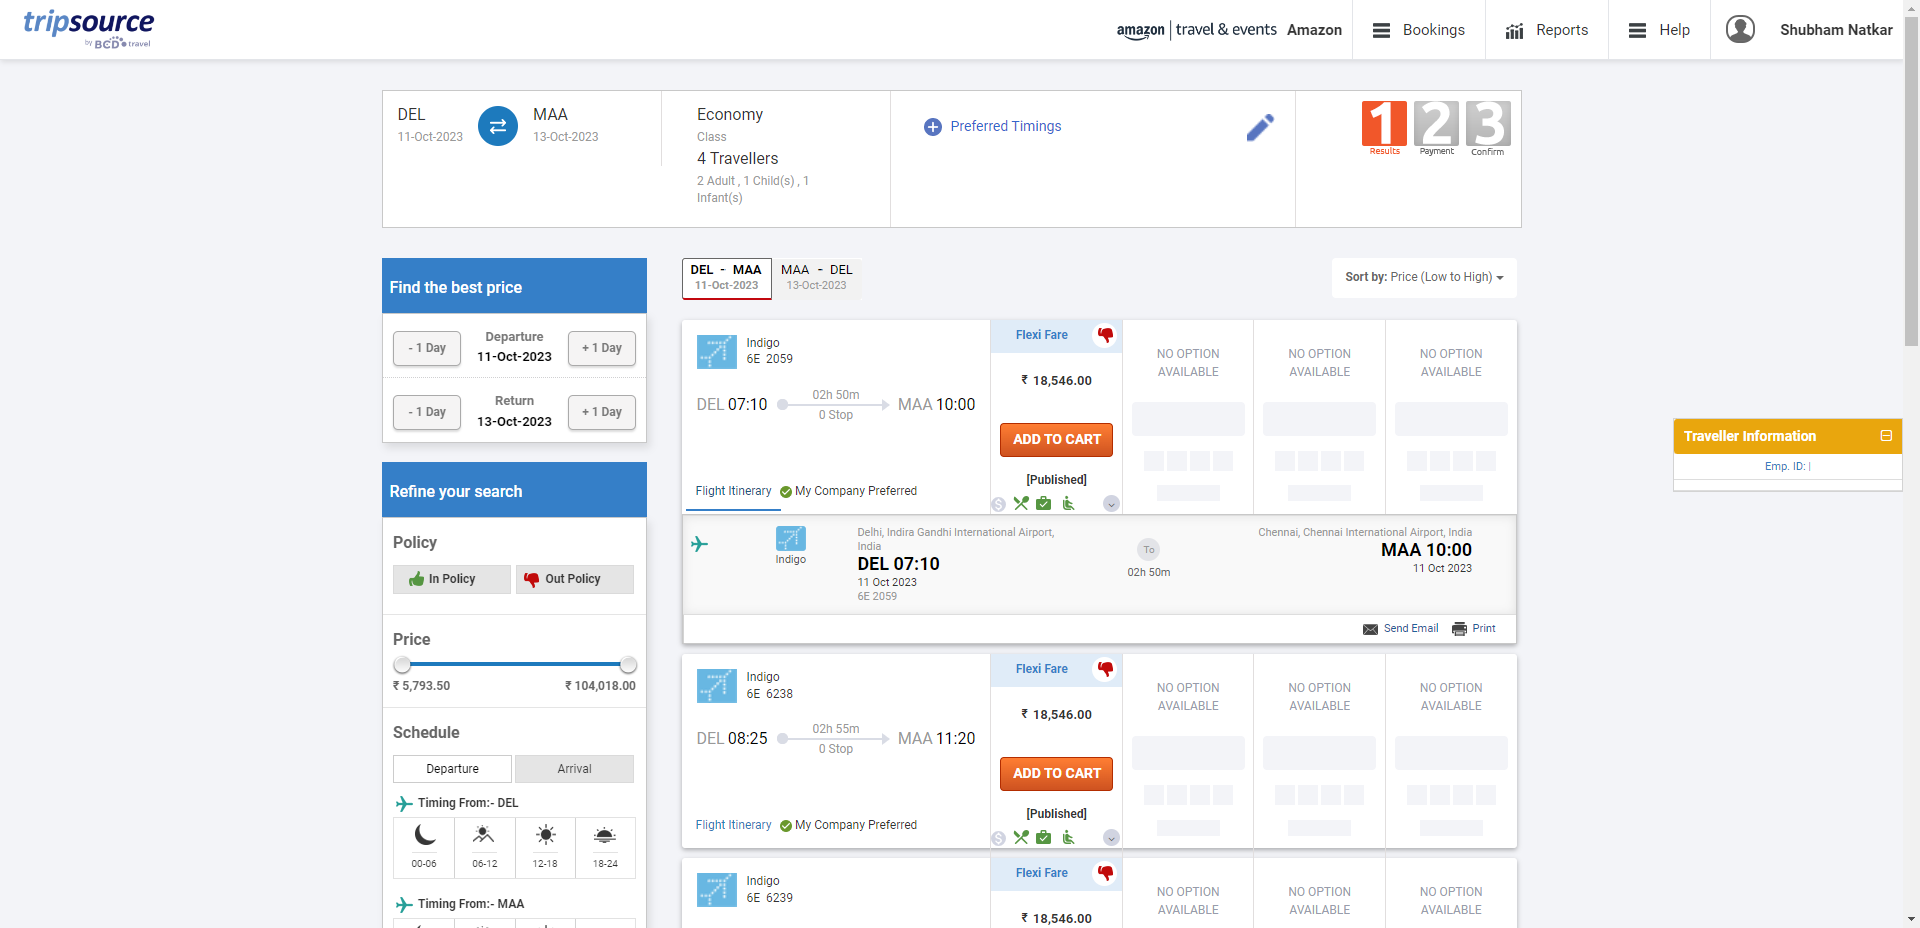 tripsource
by BCD travel
amazon | travel & events Amazon
Bookings
Reports
Help
Shubham Natkar
DEL
11-Oct-2023
MAA
13-Oct-2023
Economy
Class
4 Travellers
2 Adult , 1 Child(s) , 1
Infant(s)
Preferred Timings
1 2 3
Results Payment Confirm
Find the best price
- 1 Day
Departure
11-Oct-2023
+ 1 Day
- 1 Day
Return
13-Oct-2023
+ 1 Day
Refine your search
Policy
In Policy
Out Policy
Price
₹ 5,793.50
₹ 104,018.00
Schedule
Departure
Arrival
Timing From:- DEL
00-06
06-12
12-18
18-24
Timing From:- MAA
DEL - MAA
11-Oct-2023
MAA - DEL
13-Oct-2023
Sort by: Price (Low to High)
Indigo
6E 2059
DEL 07:10
02h 50m
0 Stop
MAA 10:00
Flight Itinerary
My Company Preferred
Flexi Fare
₹ 18,546.00
ADD TO CART
[Published]
NO OPTION
AVAILABLE
NO OPTION
AVAILABLE
NO OPTION
AVAILABLE
Indigo
Delhi, Indira Gandhi International Airport,
India
DEL 07:10
11 Oct 2023
6E 2059
To
02h 50m
Chennai, Chennai International Airport, India
MAA 10:00
11 Oct 2023
Send Email
Print
Indigo
6E 6238
DEL 08:25
02h 55m
0 Stop
MAA 11:20
Flight Itinerary
My Company Preferred
Flexi Fare
₹ 18,546.00
ADD TO CART
[Published]
NO OPTION
AVAILABLE
NO OPTION
AVAILABLE
NO OPTION
AVAILABLE
Indigo
6E 6239
Flexi Fare
₹ 18,546.00
NO OPTION
AVAILABLE
NO OPTION
AVAILABLE
NO OPTION
AVAILABLE
Traveller Information
Emp. ID: |